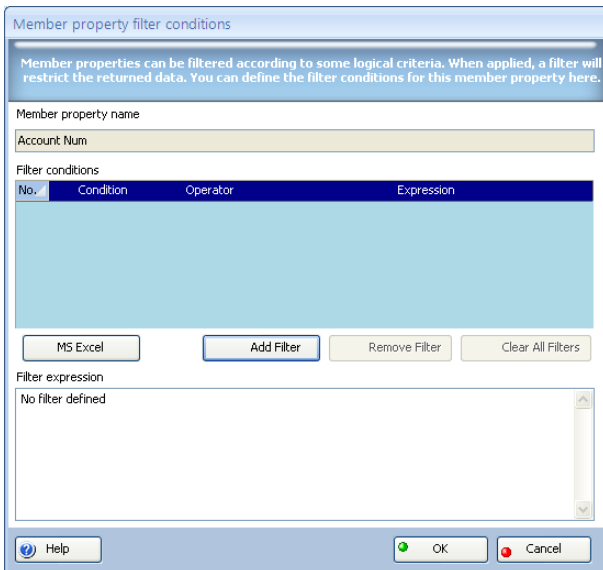 Member property filter conditions
Member properties can be filtered according to some logical criteria. When applied, a filter will
restrict the returned data. You can define the filter conditions for this member property here.
Member property name
Account Num
Filter conditions
No. Condition Operator Expression
MS Excel Add Filter Remove Filter Clear All Filters
Filter expression
No filter defined
Help OK Cancel